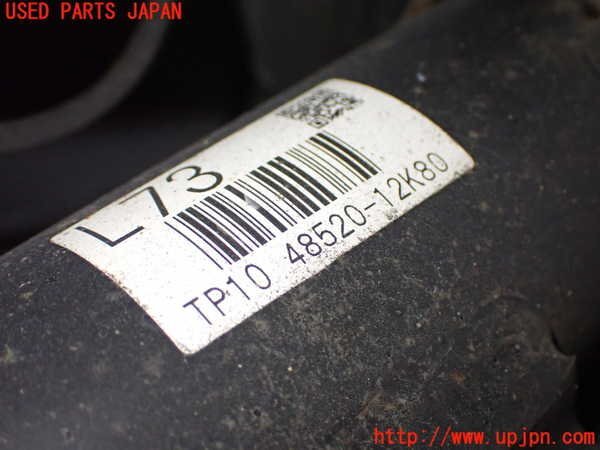 USED PARTS JAPAN
L73
TP10 48520-12K80
http://www.upjpn.com/